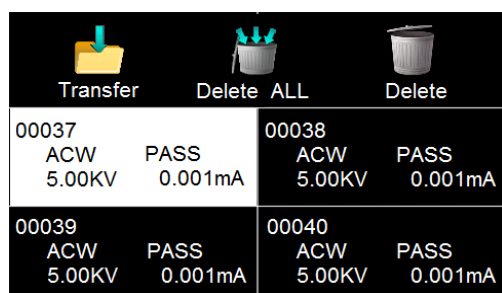 Transfer Delete ALL Delete
00037 00038
ACW PASS ACW PASS
5.00KV 0.001mA 5.00KV 0.001mA
00039 00040
ACW PASS ACW PASS
5.00KV 0.001mA 5.00KV 0.001mA